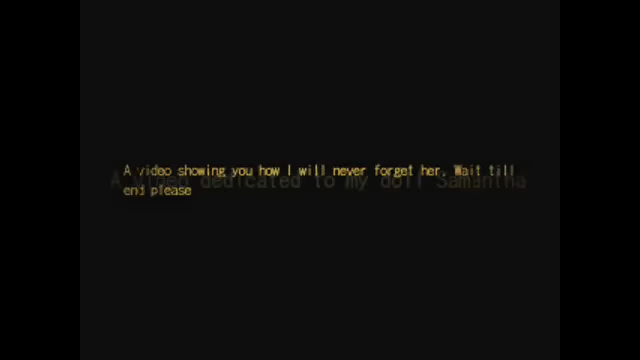 A video showing you how I will never forget her. Wait till
end please
A Video dedicated to my doll Samantha